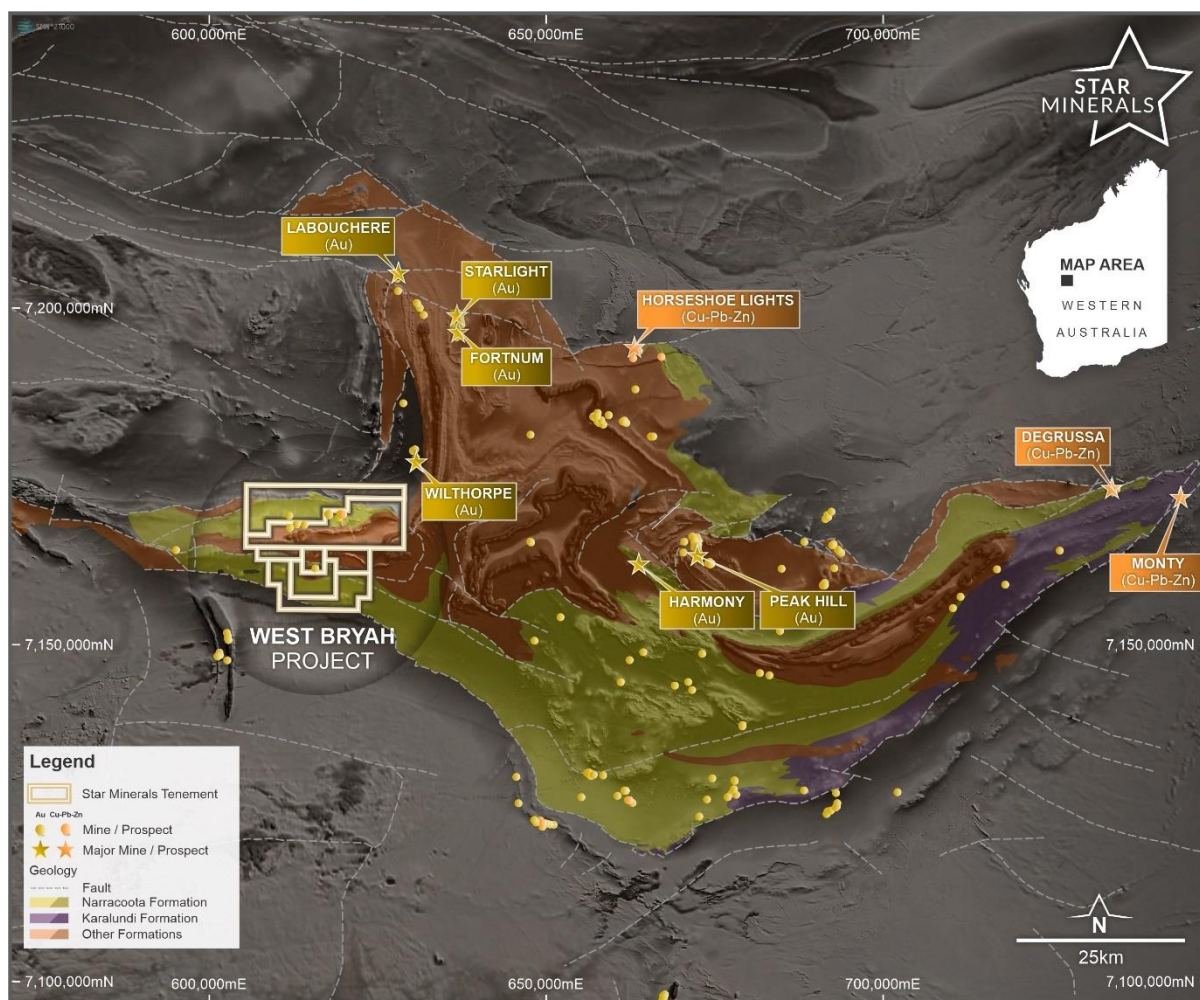 600,000mE
650,000mE
700,000mE
STAR
MINERALS
LABOUCHERE
(Au)
STARLIGHT
(Au)
MAP AREA
HORSESHOE LIGHTS
(Cu-Pb-Zn)
WESTERN
AUSTRALIA
7,200,000mN
FORTNUM
(Au)
DEGRUSSA
(Cu-Pb-Zn)
WILTHORPE
(Au)
MONTY
(Cu-Pb-Zn)
HARMONY
(Au)
PEAK HILL
(Au)
WEST BRYAH
PROJECT
7,150,000mN
7,150,000mN
Legend
Star Minerals Tenement
Au Cu-Pb-Zn
Mine / Prospect
Major Mine / Prospect
Geology
Fault
Narracoota Formation
Karalundi Formation
Other Formations
N
25km
7,100,000mN
600,000mE
650,000mE
700,000mE
7,100,000mN